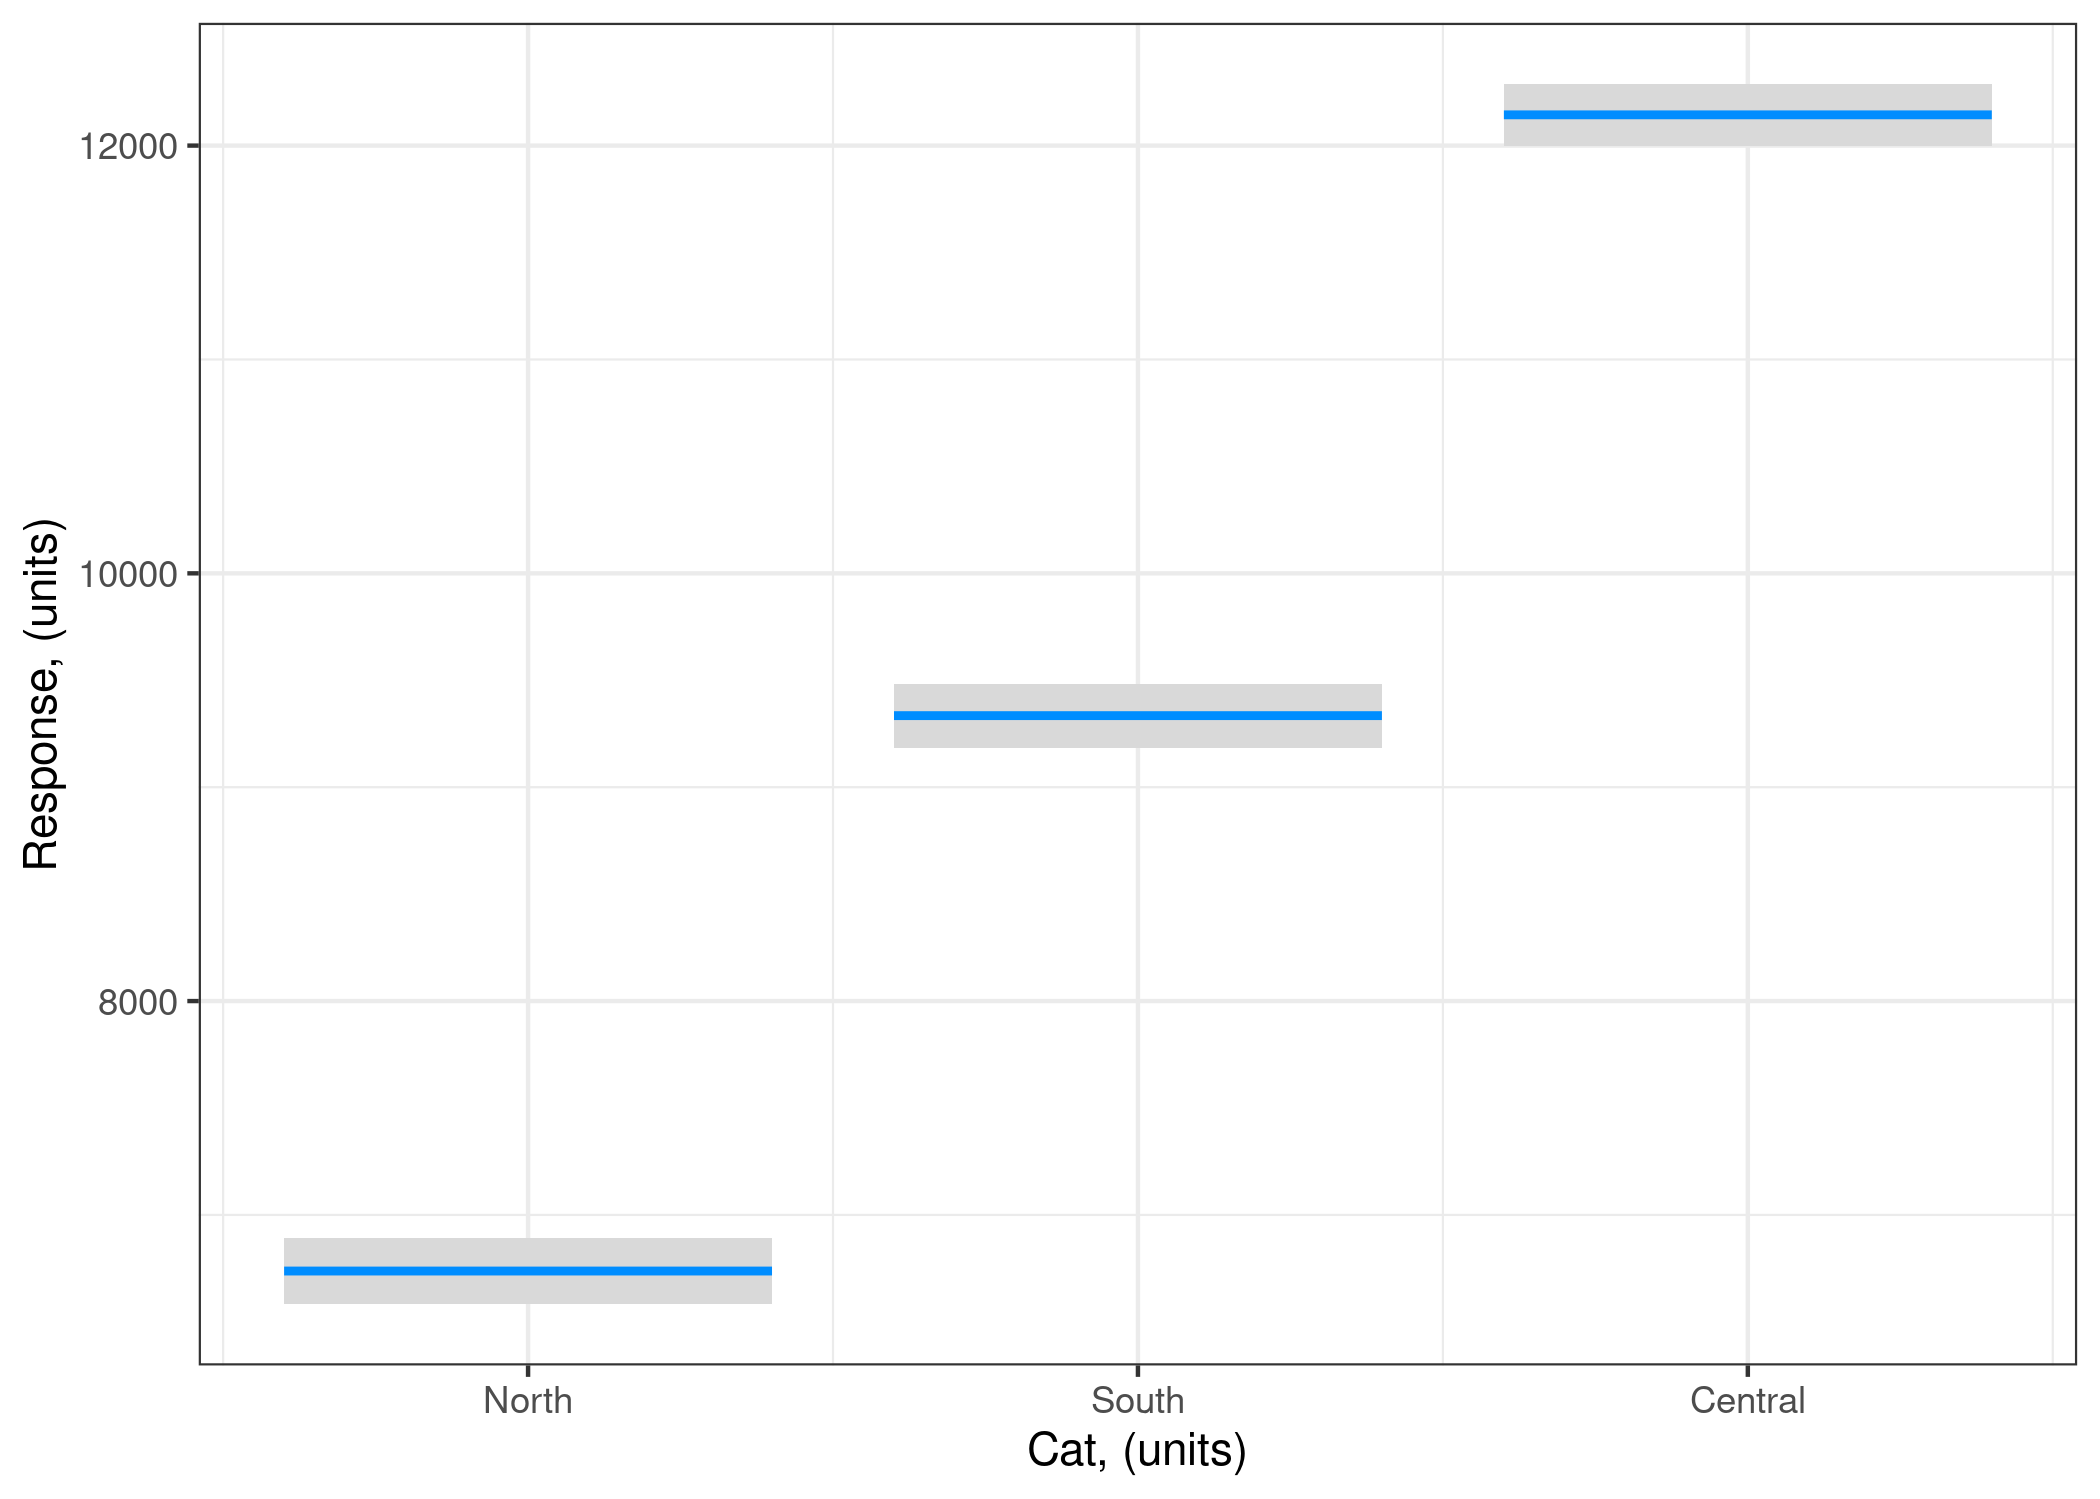 12000
10000
8000
Response, (units)
North South Central
Cat, (units)